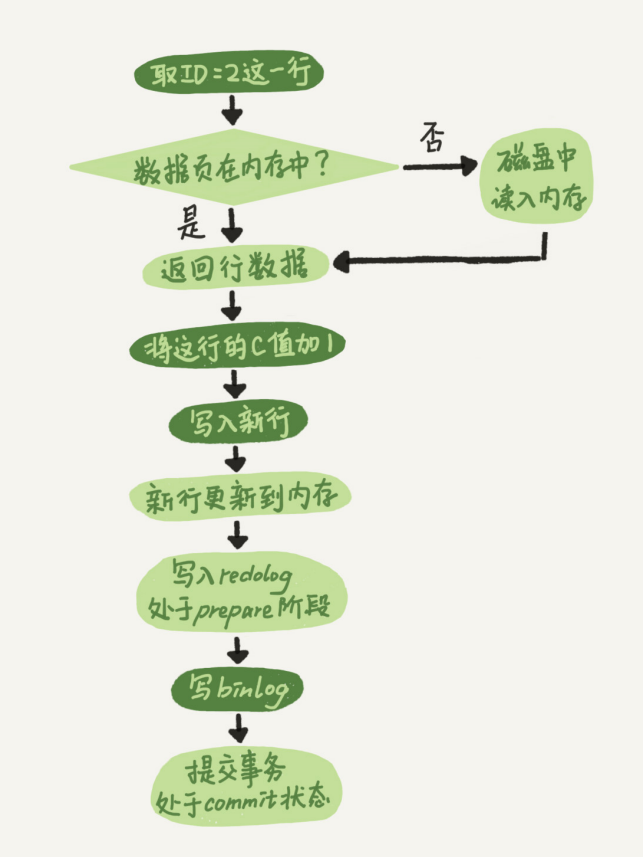 取ID=2这一行
数据页在内存中?
否
磁盘中
读入内存
是
返回行数据
将这行的C值加1
写入新行
新行更新到内存
写入redolog
处于prepare阶段
写binlog
提交事务
处于commit状态